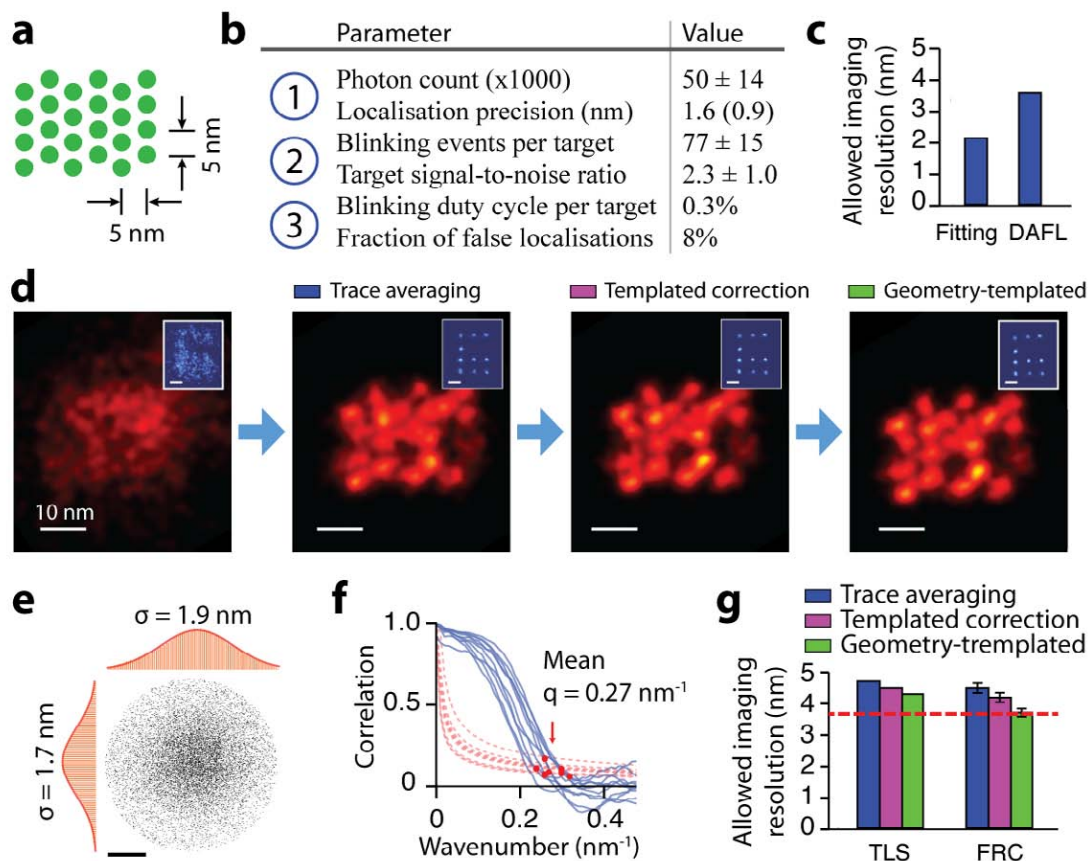 a
5 nm
5 nm
b
Parameter Value
1
Photon count (x1000) 50 ± 14
Localisation precision (nm) 1.6 (0.9)
2
Blinking events per target 77 ± 15
Target signal-to-noise ratio 2.3 ± 1.0
3
Blinking duty cycle per target 0.3%
Fraction of false localisations 8%
c
Allowed imaging
resolution (nm)
5
4
3
2
1
0
Fitting DAFL
d
Trace averaging
Templated correction
Geometry-templated
10 nm
e
σ = 1.9 nm
σ = 1.7 nm
f
Correlation
1.0
0.5
0
Mean
q = 0.27 nm⁻¹
0 0.2 0.4
Wavenumber (nm⁻¹)
g
Trace averaging
Templated correction
Geometry-tremplated
Allowed imaging
resolution (nm)
5
4
3
2
1
0
TLS FRC